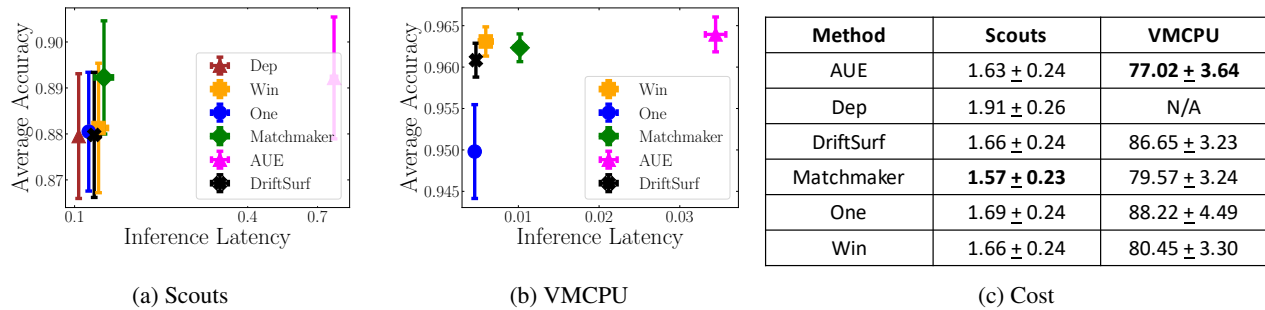 0.90
0.89
0.88
0.87
Average Accuracy
Dep
Win
One
Matchmaker
AUE
DriftSurf
0.1
0.4
0.7
Inference Latency
(a) Scouts
0.965
0.960
0.955
0.950
0.945
Average Accuracy
Win
One
Matchmaker
AUE
DriftSurf
0.01
0.02
0.03
Inference Latency
(b) VMCPU
Method Scouts VMCPU
AUE 1.63 ± 0.24 77.02 ± 3.64
Dep 1.91 ± 0.26 N/A
DriftSurf 1.66 ± 0.24 86.65 ± 3.23
Matchmaker 1.57 ± 0.23 79.57 ± 3.24
One 1.69 ± 0.24 88.22 ± 4.49
Win 1.66 ± 0.24 80.45 ± 3.30
(c) Cost